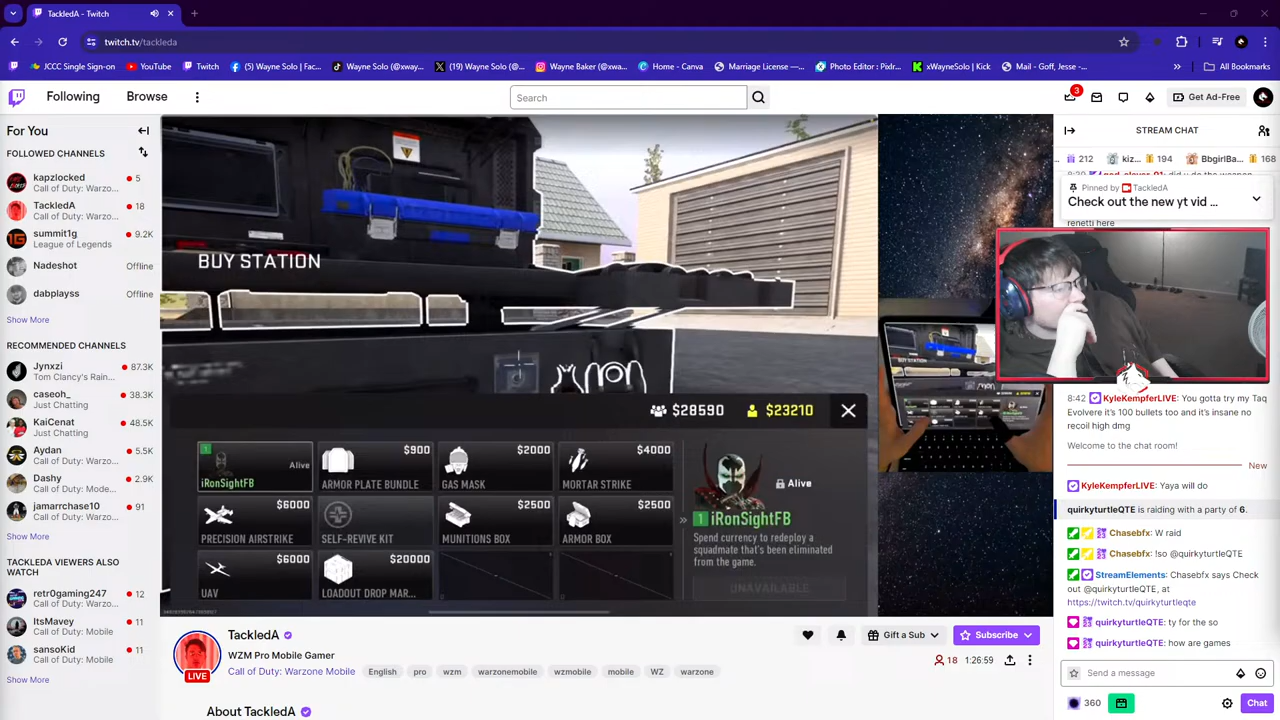 TackledA
twitch.tv/tackleda
JCCC Single Sign-on
YouTube
Twitch
(5) Wayne Solo (@xway...
Wayne Solo (@xway...
(19) Wayne Solo (@...
Wayne Baker (@xwa...
Home - Canva
Marriage License -...
Photo Editor : Pixlr...
xWayneSolo | Kick
Mail - Goff, Jesse -...
All Bookmarks
Following
Browse
Search
3
Get Ad-Free
For You
FOLLOWED CHANNELS
kapzlocked
Call of Duty: Warzo...
5
TackledA
Call of Duty: Warzo...
18
summit1g
League of Legends
9.2K
Nadeshot
Offline
dabplayss
Offline
Show More
RECOMMENDED CHANNELS
Jynxzi
Tom Clancy's Rain...
87.3K
caseoh_
Just Chatting
38.3K
KaiCenat
Just Chatting
48.5K
Aydan
Call of Duty: Warzo...
5.5K
Dashy
Call of Duty: Mode...
2.9K
jamarrchase10
Call of Duty: Warzo...
91
Show More
TACKLEDA VIEWERS ALSO
WATCH
retr0gaming247
Call of Duty: Warzo...
12
ItsMavey
Call of Duty: Mobile
11
sansoKid
Call of Duty: Mobile
11
Show More
BUY STATION
$28590
$23210
1
Alive
iRonSightFB
$900
ARMOR PLATE BUNDLE
$2000
GAS MASK
$4000
MORTAR STRIKE
$6000
PRECISION AIRSTRIKE
SELF-REVIVE KIT
$2500
MUNITIONS BOX
$2500
ARMOR BOX
$6000
UAV
$20000
LOADOUT DROP MAR...
Alive
1 iRonSightFB
Spend currency to redeploy a
squadmate that's been eliminated
from the game.
UNAVAILABLE
LIVE
TackledA
WZM Pro Mobile Gamer
Call of Duty: Warzone Mobile
English
pro
wzm
warzonemobile
wzmobile
mobile
WZ
warzone
Gift a Sub
Subscribe
18
1:26:59
About TackledA
STREAM CHAT
212
kiz...
194
BbgirlBa...
168
Pinned by TackledA
Check out the new yt vid ...
renetti here
8:42 KyleKempferLIVE: You gotta try my Taq
Evolvere it's 100 bullets too and it's insane no
recoil high dmg
Welcome to the chat room!
New
KyleKempferLIVE: Yaya will do
quirkyturtleQTE is raiding with a party of 6.
Chasebfx: W raid
Chasebfx: !so @quirkyturtleQTE
StreamElements: Chasebfx says Check
out @quirkyturtleQTE, at
https://twitch.tv/quirkyturtleqte
quirkyturtleQTE: ty for the so
quirkyturtleQTE: how are games
Send a message
360
Chat